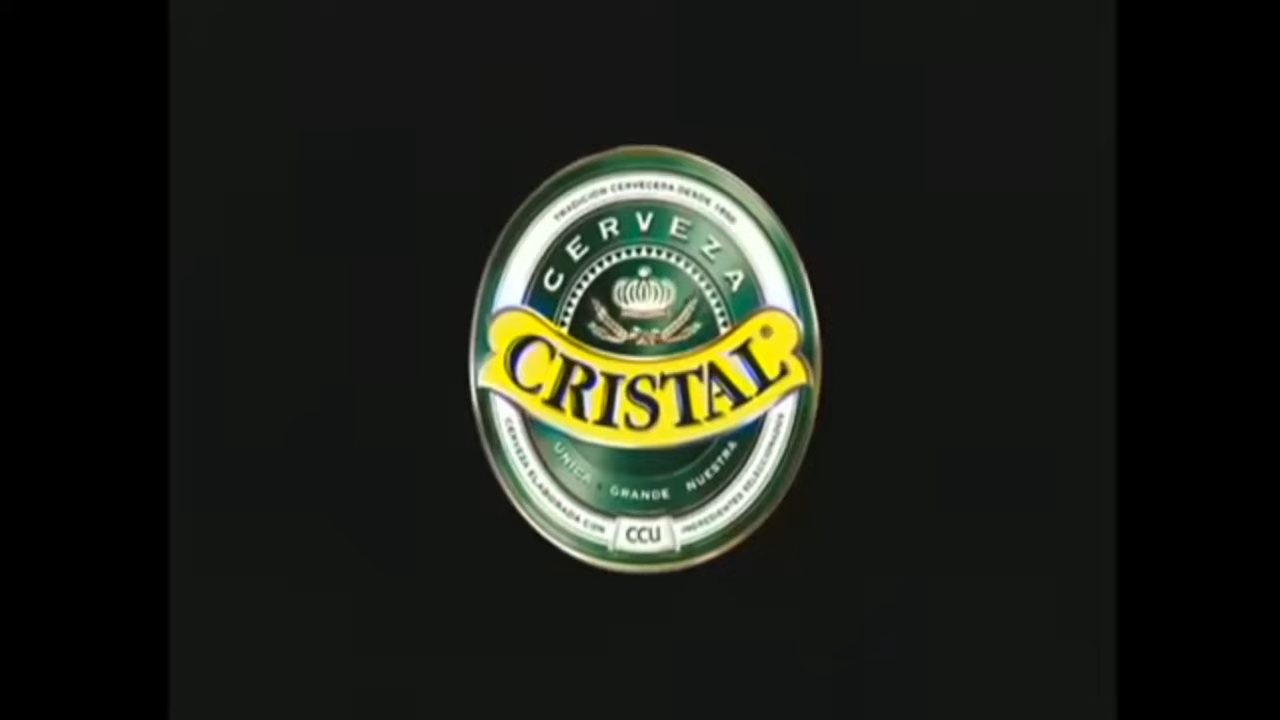 TRADICIÓN CERVECERA DESDE 1850
CERVEZA
CRISTAL®
ÚNICA · GRANDE NUESTRA
CERVEZA ELABORADA CON
CCU
INGREDIENTES SELECCIONADOS